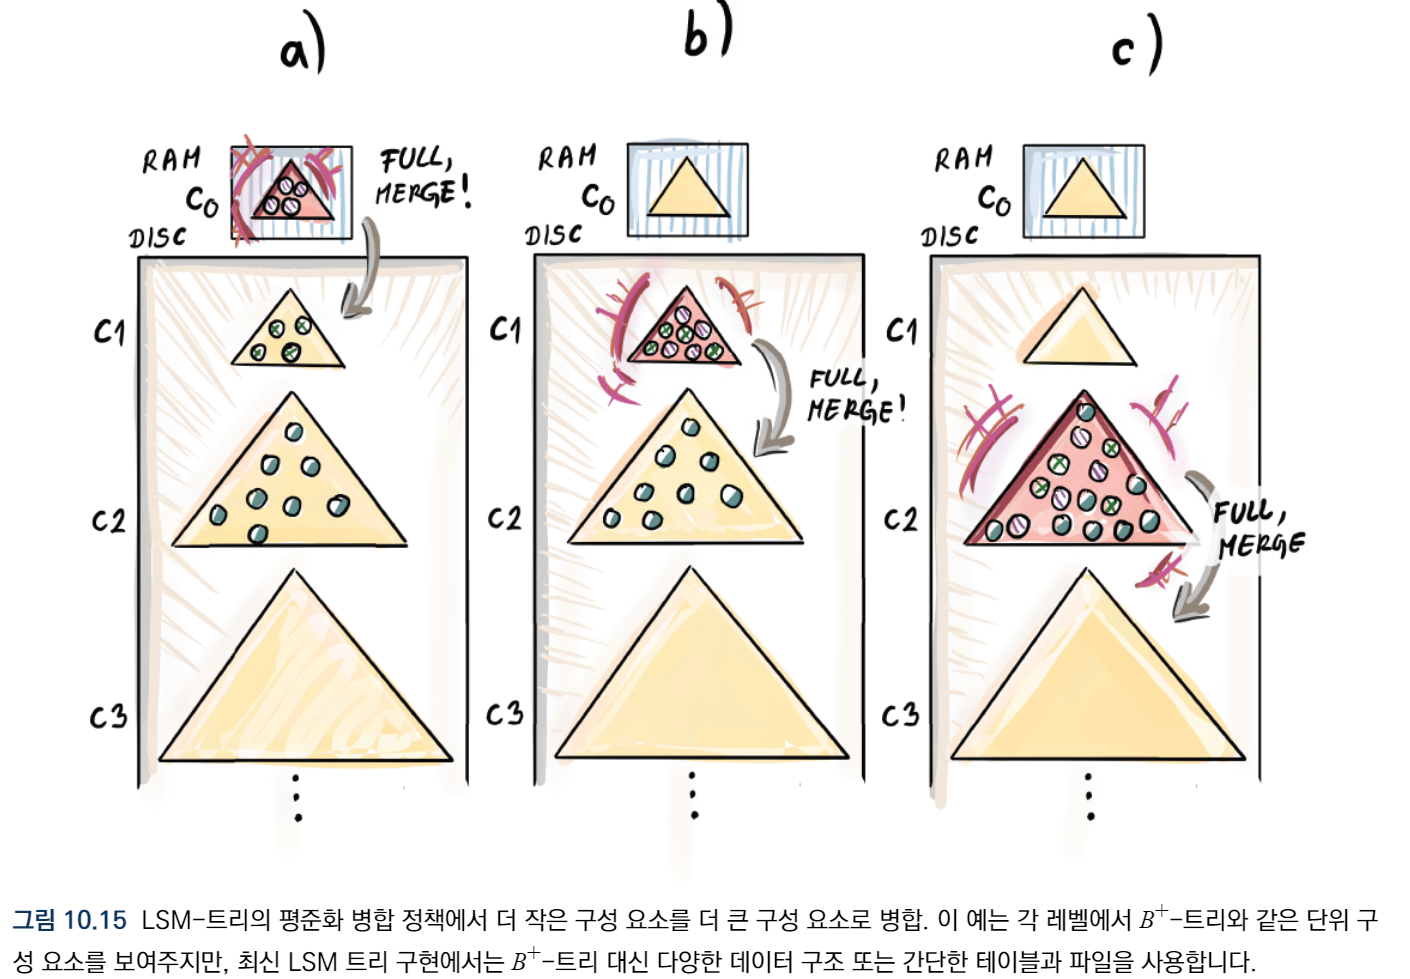 a)
b)
c)
RAM
C0
FULL,
MERGE!
DISC
C1
C2
C3
RAM
C0
DISC
C1
FULL,
MERGE!
C2
C3
RAM
C0
DISC
C1
C2
FULL,
MERGE
C3
그림 10.15 LSM-트리의 평준화 병합 정책에서 더 작은 구성 요소를 더 큰 구성 요소로 병합. 이 예는 각 레벨에서 B⁺-트리와 같은 단위 구
성 요소를 보여주지만, 최신 LSM 트리 구현에서는 B⁺-트리 대신 다양한 데이터 구조 또는 간단한 테이블과 파일을 사용합니다.